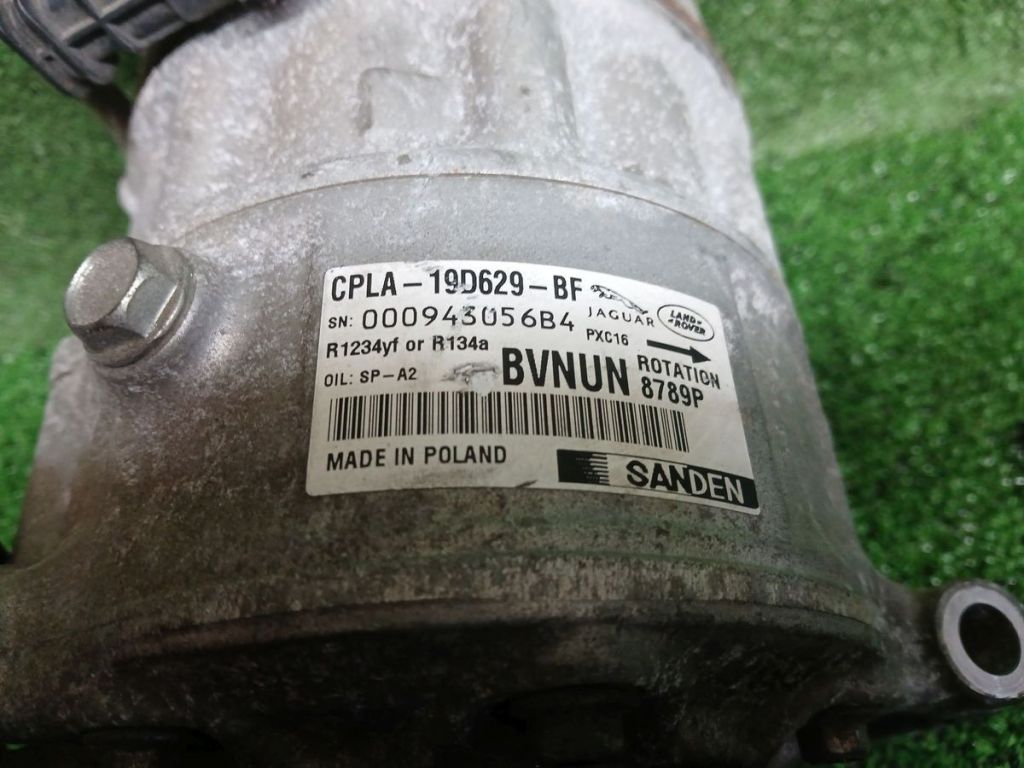 CPLA-19D629-BF
JAGUAR
LAND-
ROVER
SN: 000943056B4
PXC16
R1234yf or R134a
ROTATION
OIL: SP-A2
BVNUN
8789P
MADE IN POLAND
SANDEN